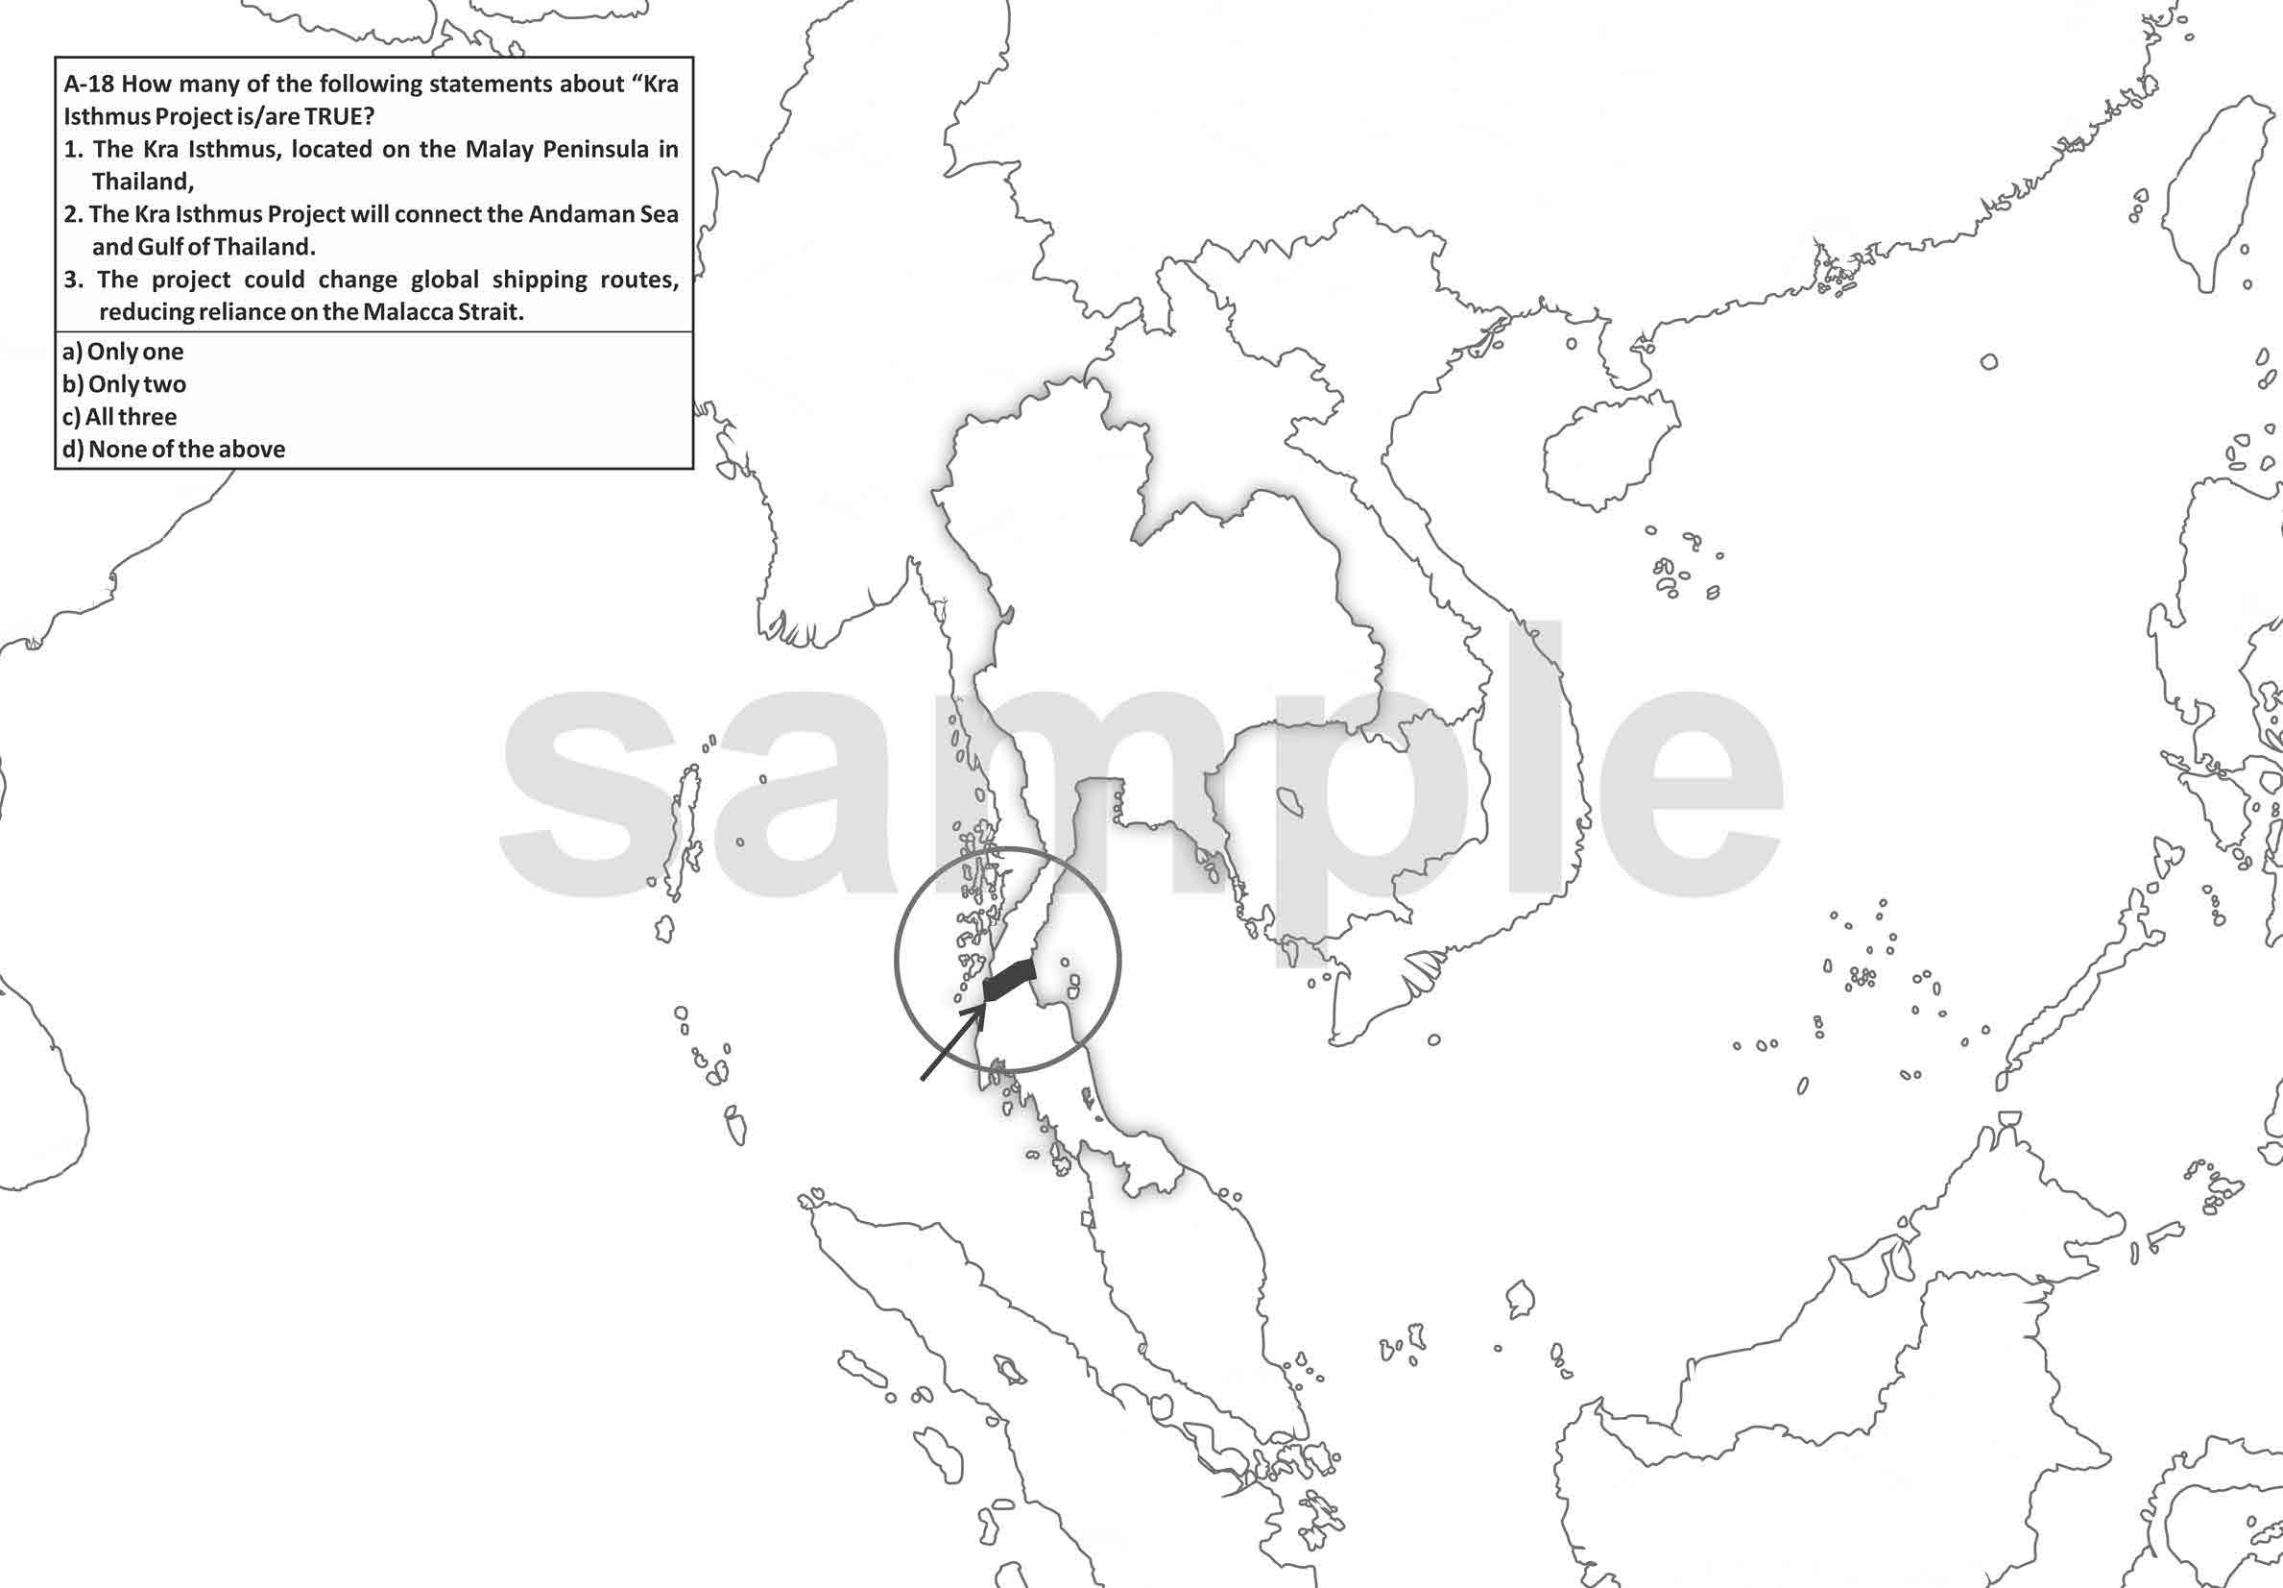 A-18 How many of the following statements about “Kra
Isthmus Project is/are TRUE?
1. The Kra Isthmus, located on the Malay Peninsula in
Thailand,
2. The Kra Isthmus Project will connect the Andaman Sea
and Gulf of Thailand.
3. The project could change global shipping routes,
reducing reliance on the Malacca Strait.
a) Only one
b) Only two
c) All three
d) None of the above
sample